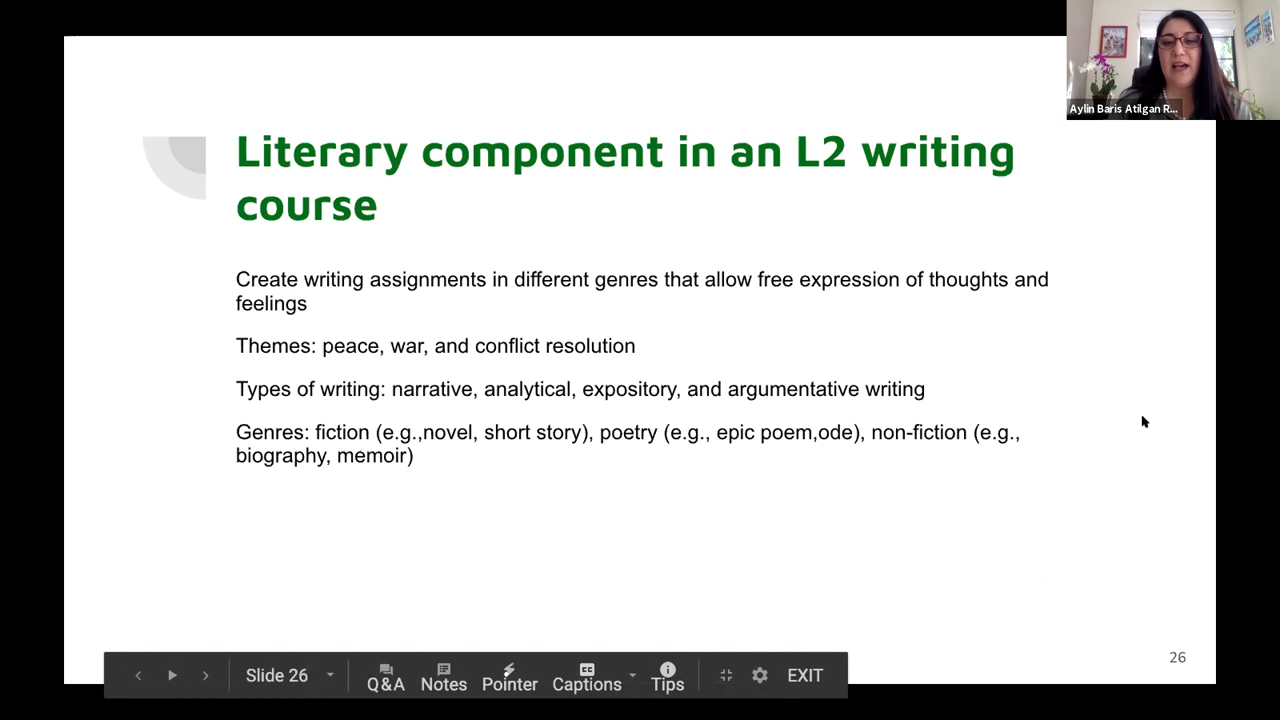 Aylin Baris Atilgan R...
Literary component in an L2 writing
course
Create writing assignments in different genres that allow free expression of thoughts and
feelings
Themes: peace, war, and conflict resolution
Types of writing: narrative, analytical, expository, and argumentative writing
Genres: fiction (e.g.,novel, short story), poetry (e.g., epic poem,ode), non-fiction (e.g.,
biography, memoir)
26
Slide 26
Q&A
Notes
Pointer
CC
Captions
Tips
EXIT